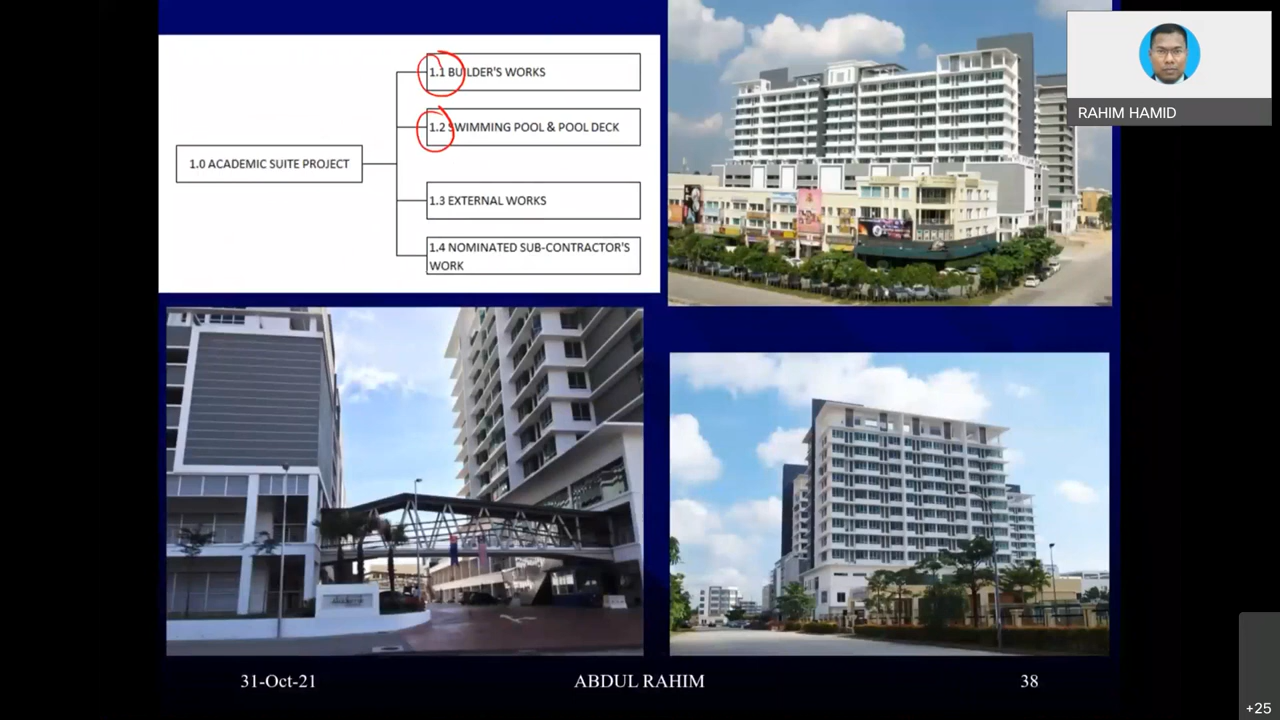 1.1 BUILDER'S WORKS
1.2 SWIMMING POOL & POOL DECK
1.0 ACADEMIC SUITE PROJECT
1.3 EXTERNAL WORKS
1.4 NOMINATED SUB-CONTRACTOR'S
WORK
RAHIM HAMID
31-Oct-21
ABDUL RAHIM
38
+25